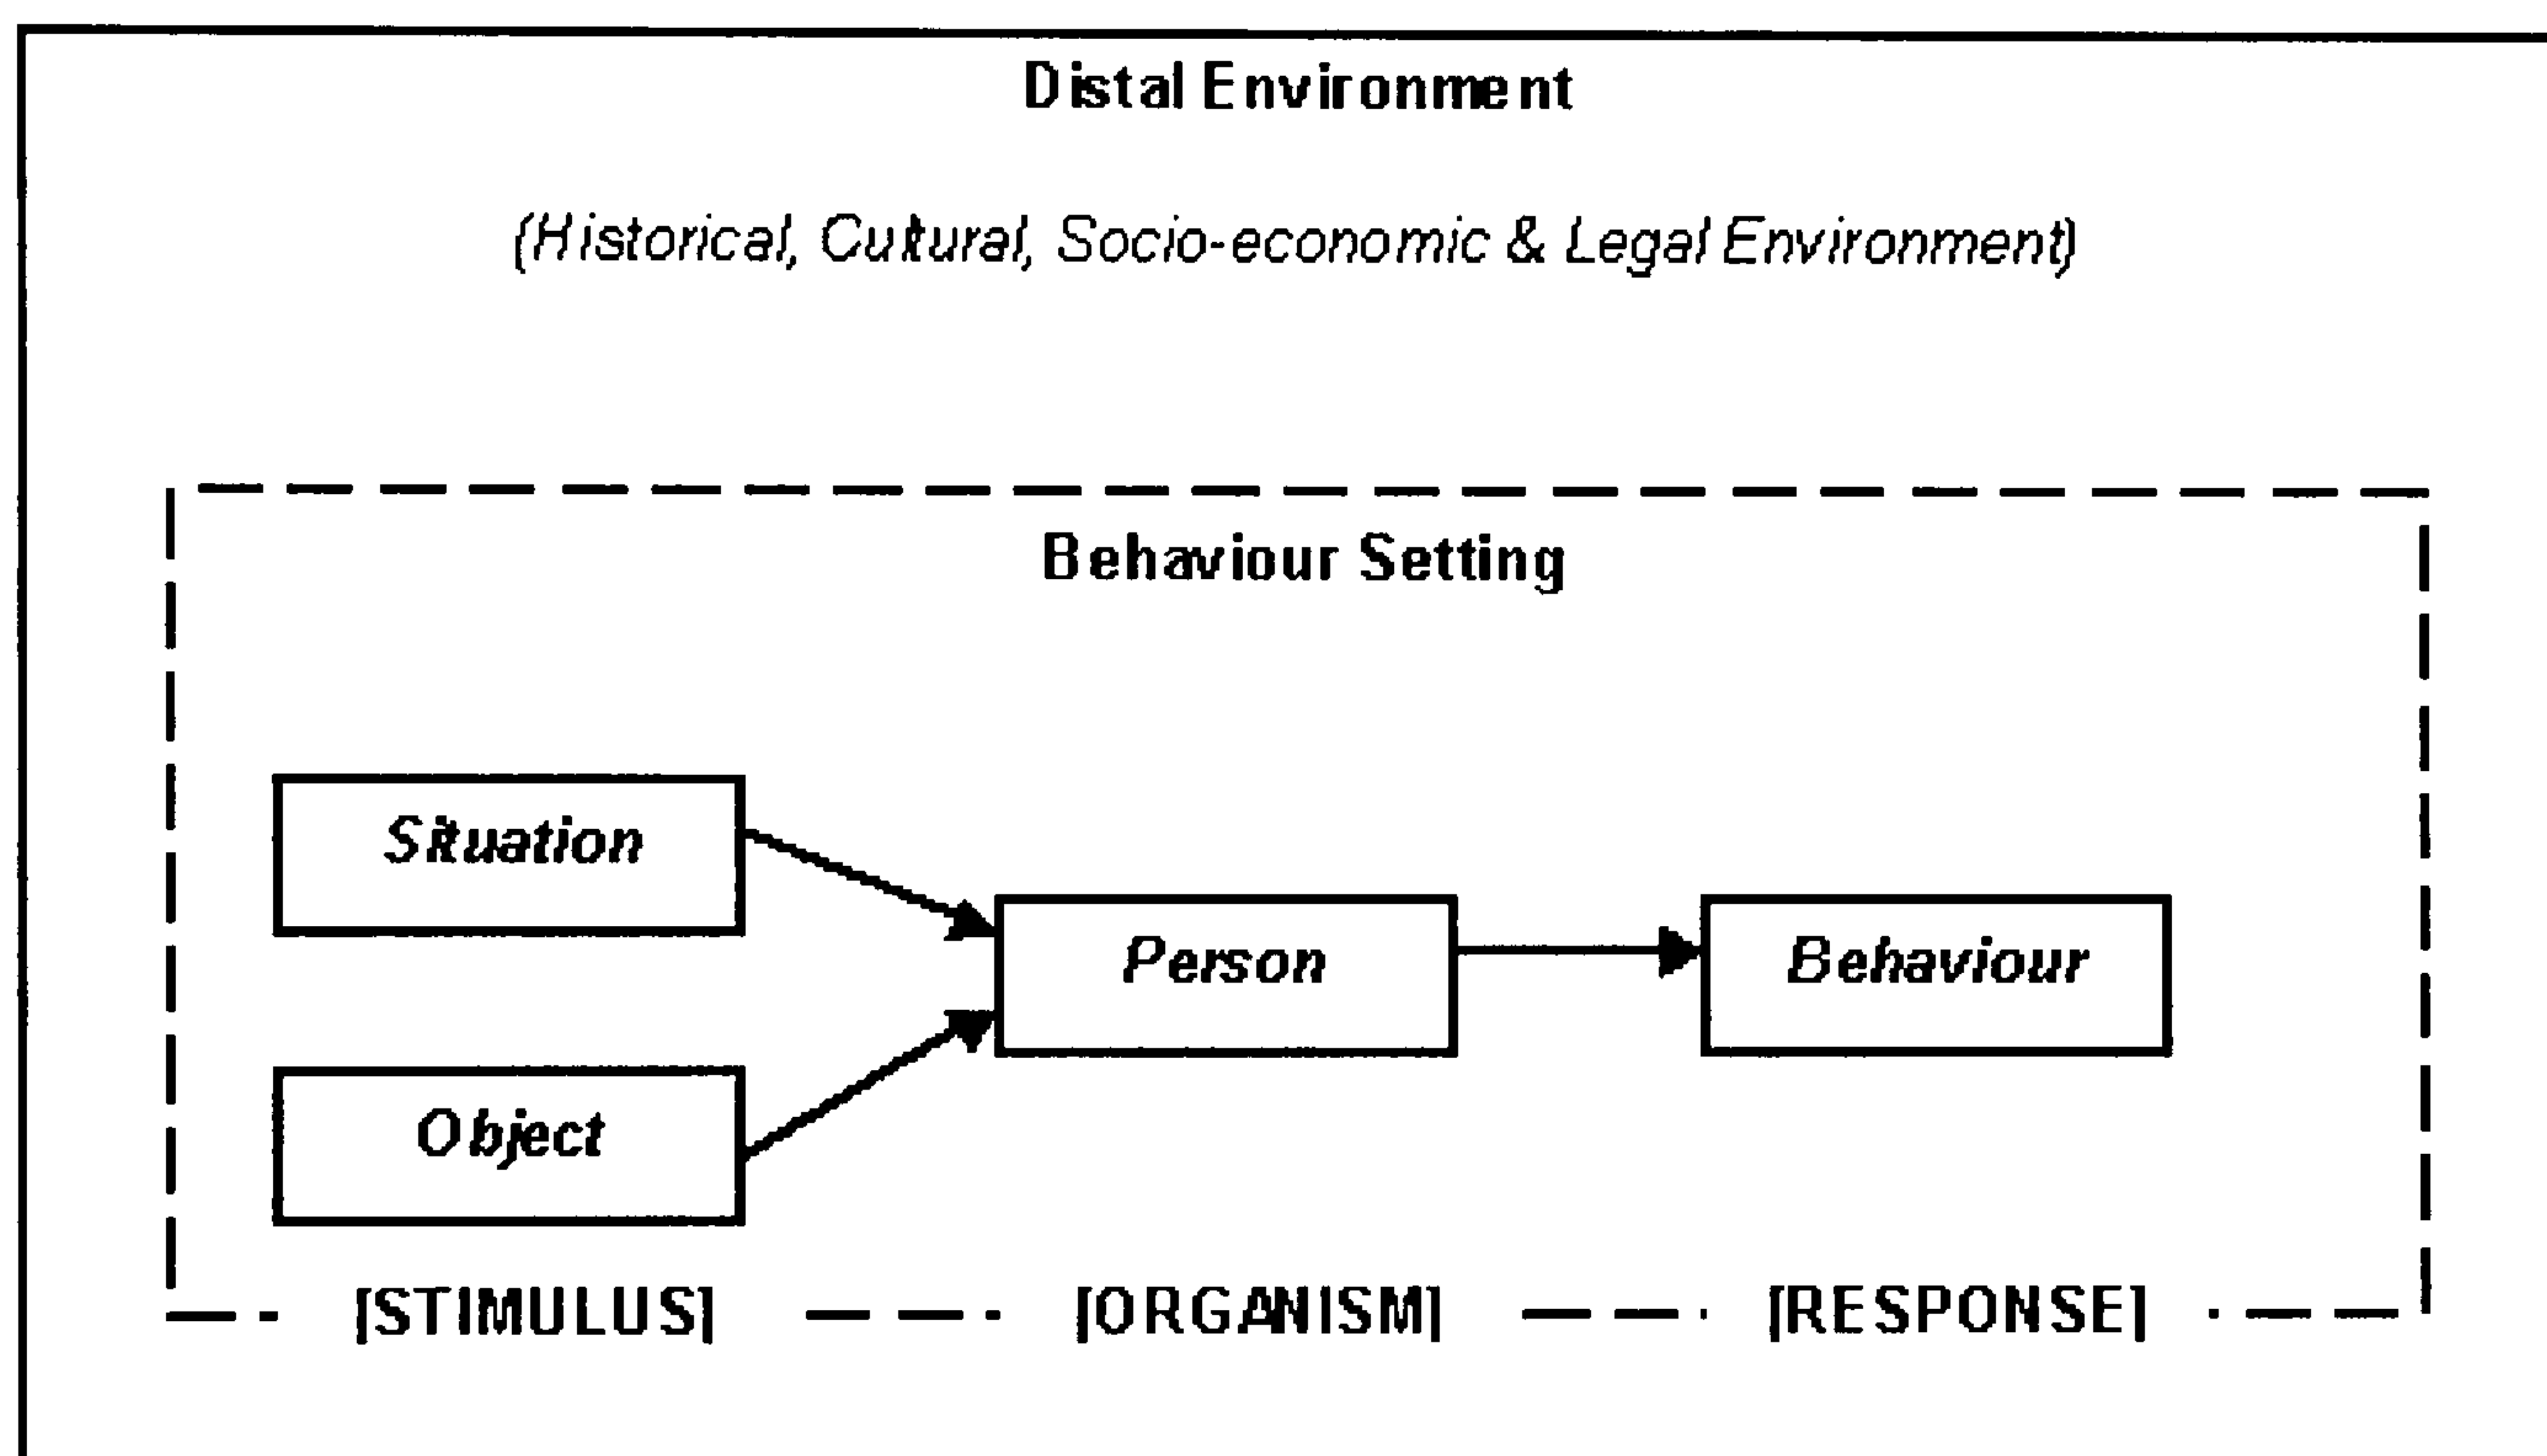 Distal Environment
(Historical, Cultural, Socio-economic & Legal Environment)
Behaviour Setting
Situation
Person
Behaviour
Object
[STIMULUS]
[ORGANISM]
[RESPONSE]